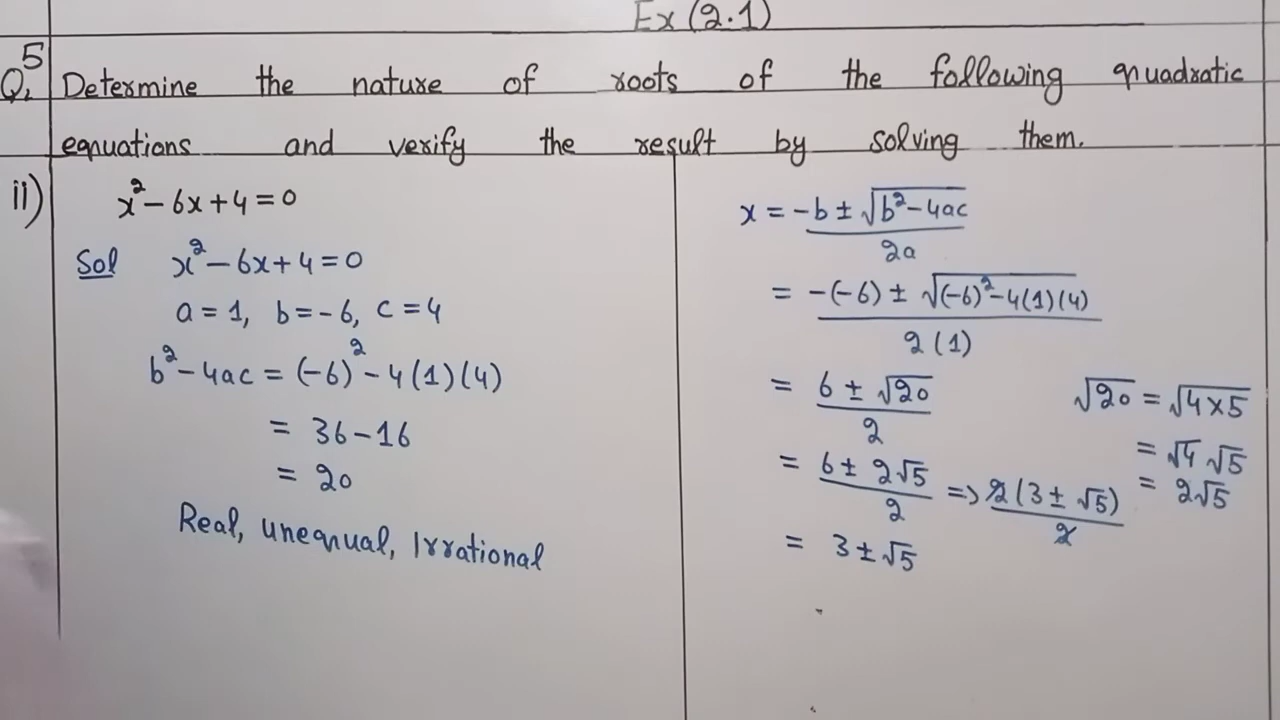 Ex (2.1)
Q5 Determine the nature of roots of the following quadratic
equations and verify the result by solving them.
ii) x² - 6x + 4 = 0
Sol x² - 6x + 4 = 0
a = 1, b = -6, c = 4
b² - 4ac = (-6)² - 4(1)(4)
= 36 - 16
= 20
Real, Unequal, Irrational
x = -b ± √(b² - 4ac) / 2a
= -(-6) ± √((-6)² - 4(1)(4)) / 2(1)
= 6 ± √20 / 2
= 6 ± 2√5 / 2 => 2(3 ± √5) / 2
= 3 ± √5
√20 = √(4×5)
= √4 √5
= 2√5